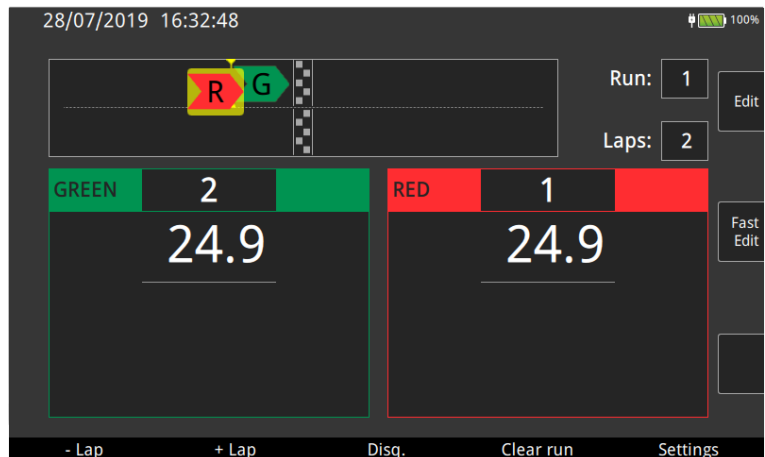 28/07/2019 16:32:48 100%
R G
Run: 1
Edit
Laps: 2
GREEN 2 RED 1
24.9 24.9
Fast
Edit
- Lap + Lap Disq. Clear run Settings